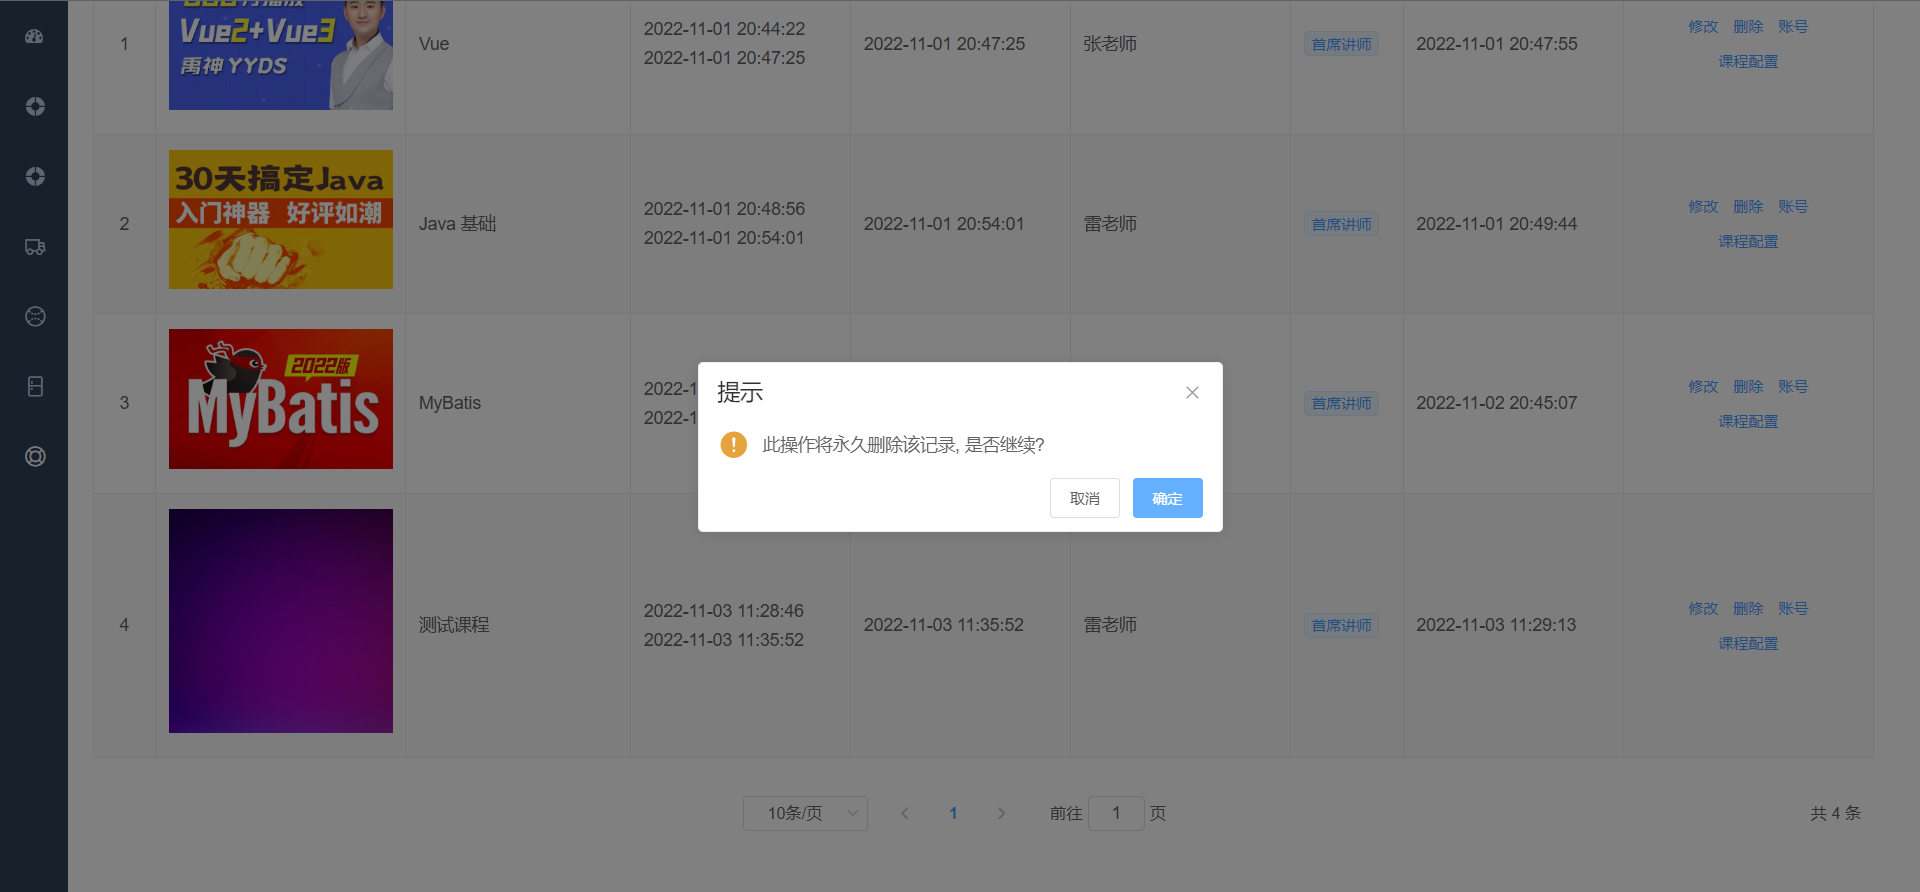 Vue2+Vue3
禹神 YYDS
1
Vue
2022-11-01 20:44:22
2022-11-01 20:47:25
2022-11-01 20:47:25
张老师
首席讲师
2022-11-01 20:47:55
修改 删除 账号
课程配置
2
30天搞定Java
入门神器 好评如潮
Java 基础
2022-11-01 20:48:56
2022-11-01 20:54:01
2022-11-01 20:54:01
雷老师
首席讲师
2022-11-01 20:49:44
修改 删除 账号
课程配置
3
2022版
MyBatis
MyBatis
2022-1
2022-1
首席讲师
2022-11-02 20:45:07
修改 删除 账号
课程配置
提示
此操作将永久删除该记录, 是否继续?
取消 确定
4
测试课程
2022-11-03 11:28:46
2022-11-03 11:35:52
2022-11-03 11:35:52
雷老师
首席讲师
2022-11-03 11:29:13
修改 删除 账号
课程配置
10条/页 1 前往 1 页 共 4 条